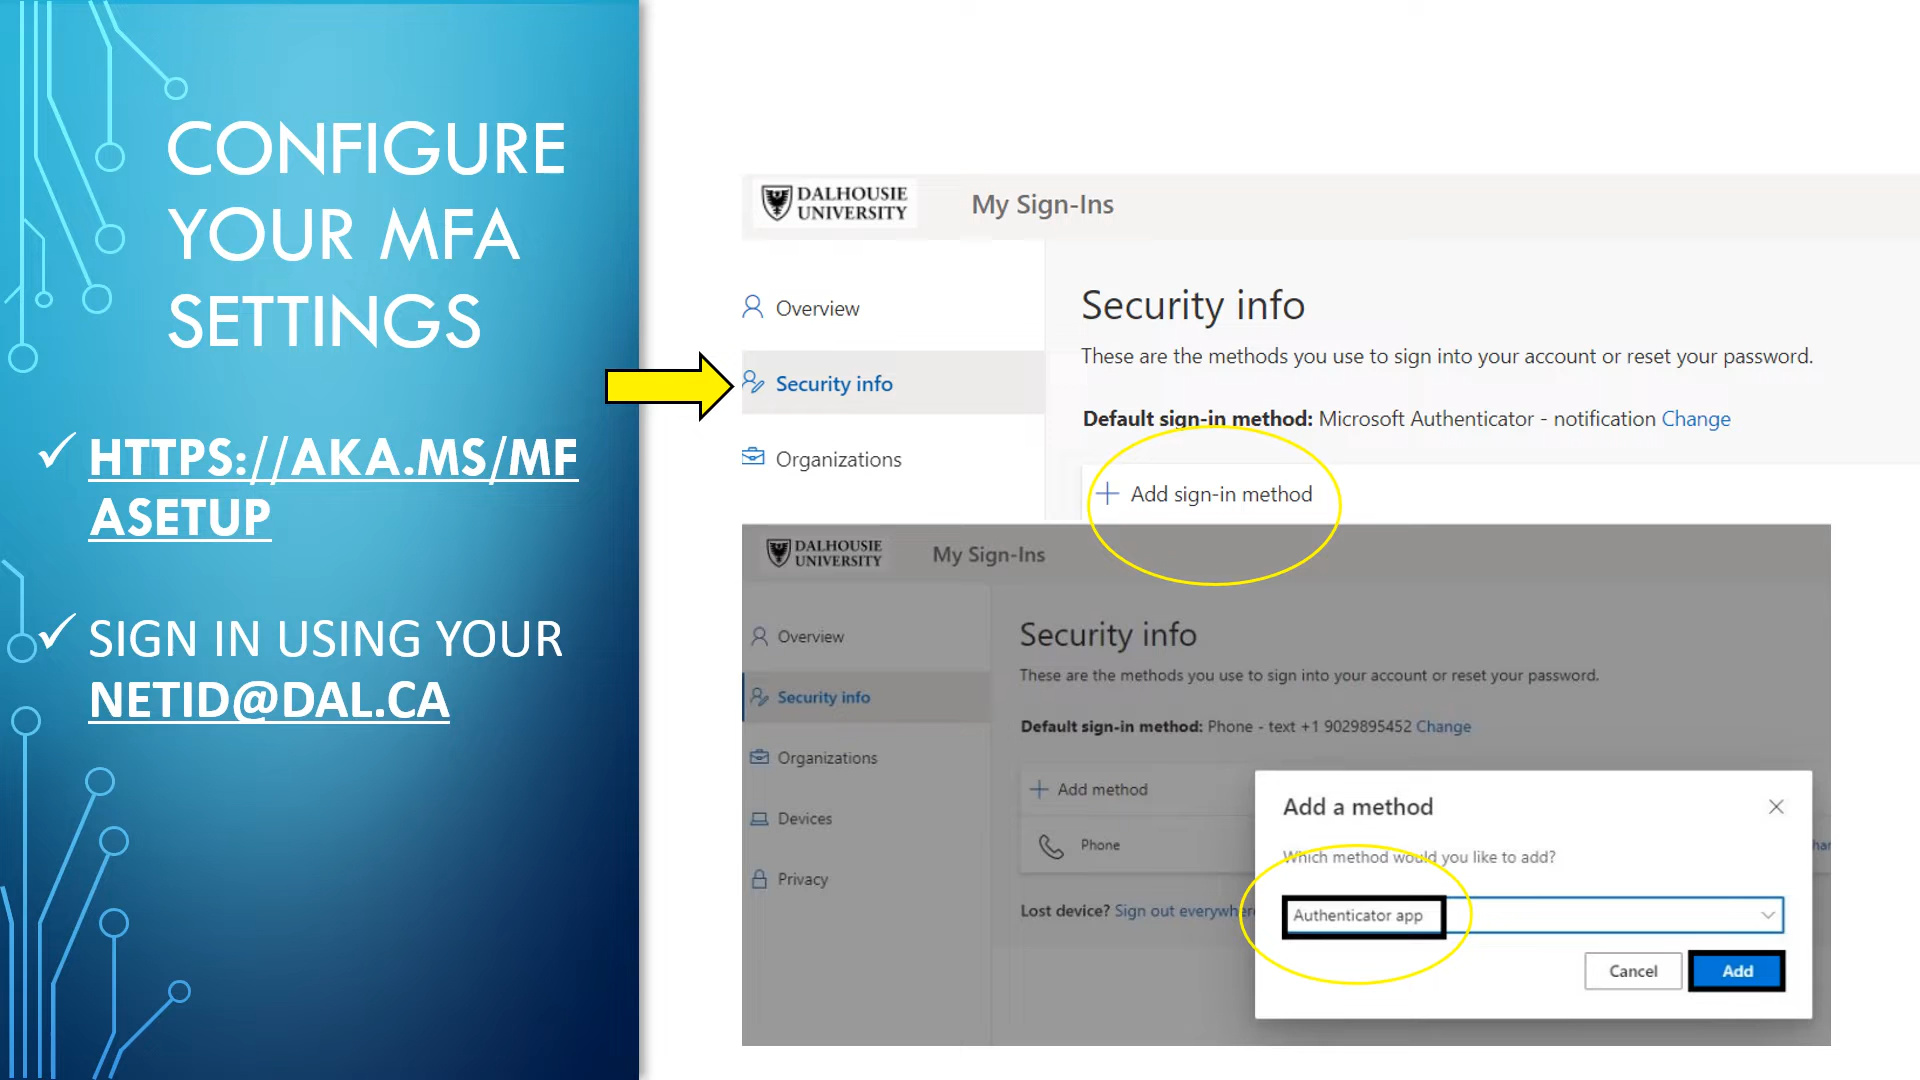 CONFIGURE
YOUR MFA
SETTINGS
✓ HTTPS://AKA.MS/MF
ASETUP
✓ SIGN IN USING YOUR
NETID@DAL.CA
DALHOUSIE
UNIVERSITY
My Sign-Ins
Overview
Security info
Organizations
Security info
These are the methods you use to sign into your account or reset your password.
Default sign-in method: Microsoft Authenticator - notification Change
+ Add sign-in method
DALHOUSIE
UNIVERSITY
My Sign-Ins
Overview
Security info
Organizations
Devices
Privacy
Security info
These are the methods you use to sign into your account or reset your password.
Default sign-in method: Phone - text +1 9029895452 Change
+ Add method
Phone
Lost device? Sign out everywhere
Add a method
Which method would you like to add?
Authenticator app
Cancel
Add